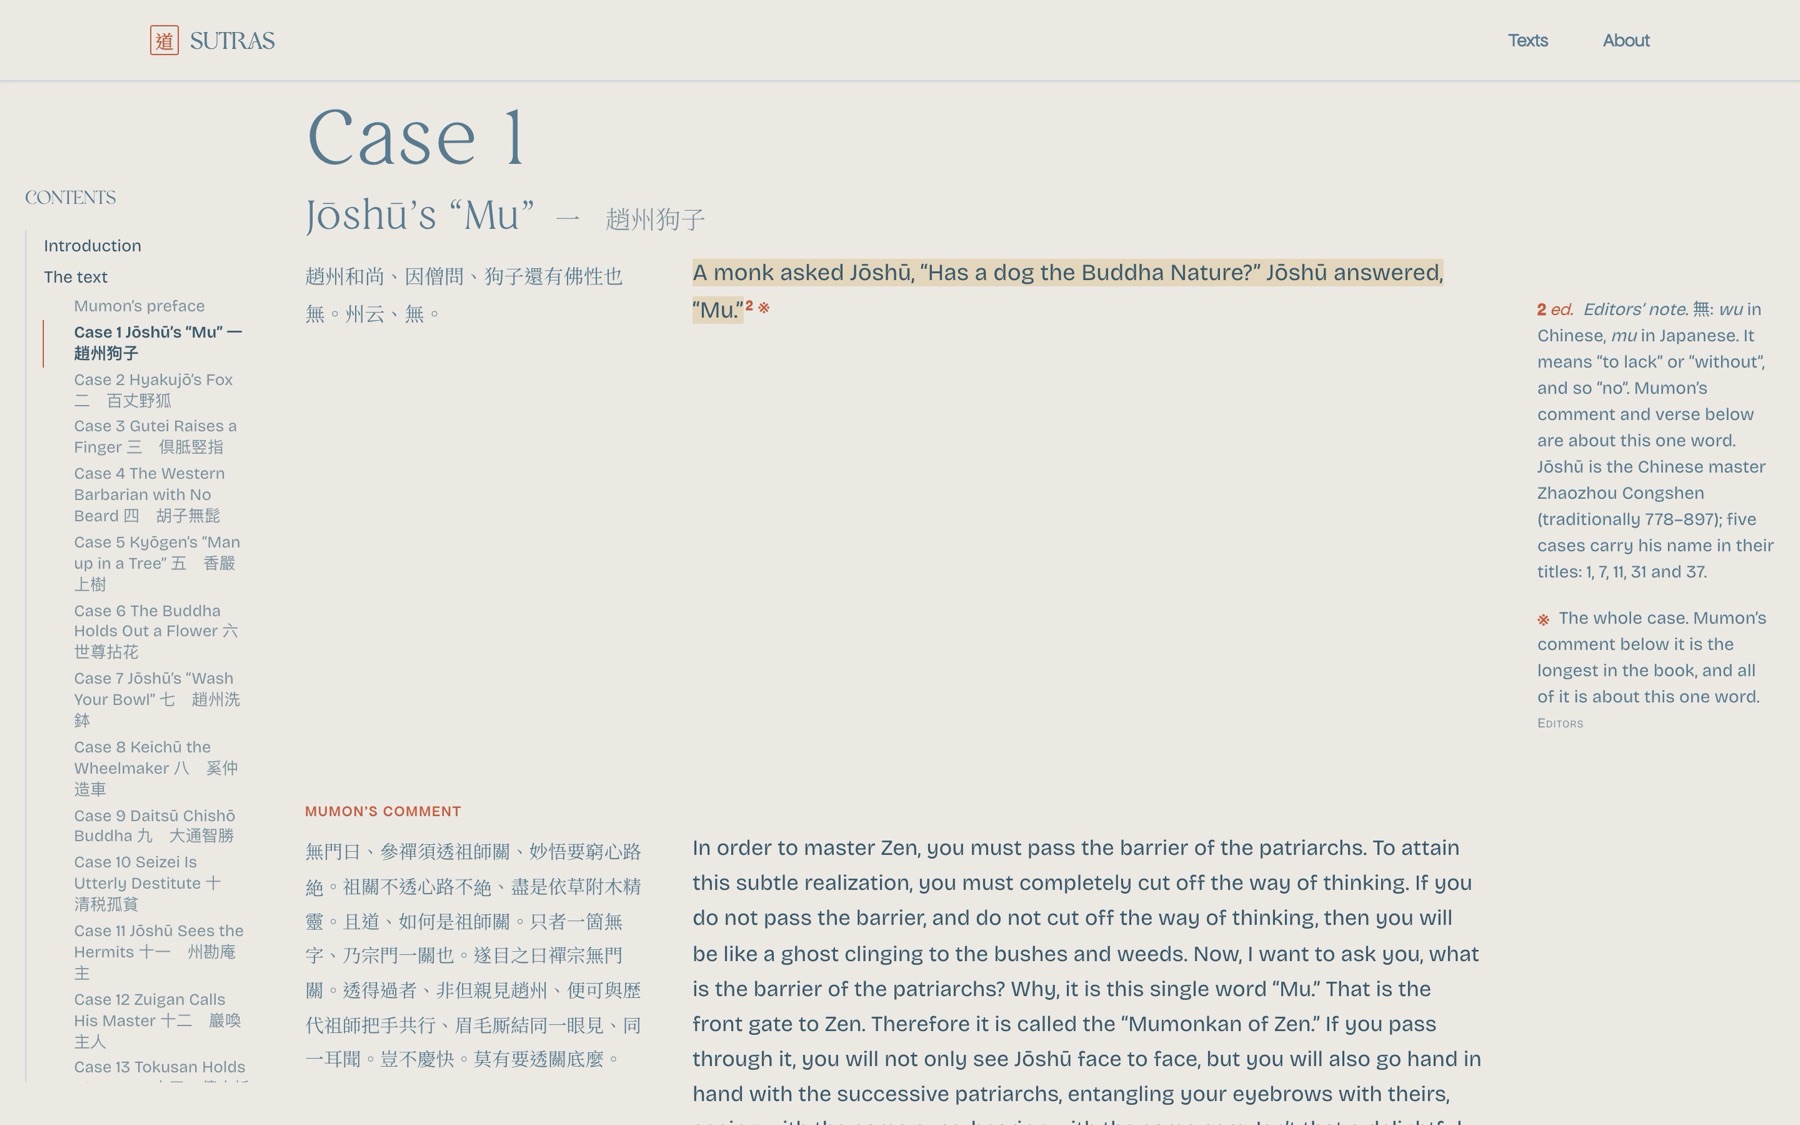 道 SUTRAS
Texts
About
CONTENTS
Introduction
The text
Mumon’s preface
Case 1 Jōshū’s “Mu” 一
趙州狗子
Case 2 Hyakujō’s Fox
二　百丈野狐
Case 3 Gutei Raises a
Finger 三　倶胝竪指
Case 4 The Western
Barbarian with No
Beard 四　胡子無髭
Case 5 Kyōgen’s “Man
up in a Tree” 五　香嚴
上樹
Case 6 The Buddha
Holds Out a Flower 六
世尊拈花
Case 7 Jōshū’s “Wash
Your Bowl” 七　趙州洗
鉢
Case 8 Keichū the
Wheelmaker 八　奚仲
造車
Case 9 Daitsū Chishō
Buddha 九　大通智勝
Case 10 Seizei Is
Utterly Destitute 十
清税孤貧
Case 11 Jōshū Sees the
Hermits 十一　州勘庵
主
Case 12 Zuigan Calls
His Master 十二　巖喚
主人
Case 13 Tokusan Holds
Case 1
Jōshū’s “Mu” 一　趙州狗子
趙州和尚、因僧問、狗子還有佛性也
無。州云、無。
A monk asked Jōshū, “Has a dog the Buddha Nature?” Jōshū answered,
“Mu.”2 ※
2 ed. Editors’ note. 無: wu in
Chinese, mu in Japanese. It
means “to lack” or “without”,
and so “no”. Mumon’s
comment and verse below
are about this one word.
Jōshū is the Chinese master
Zhaozhou Congshen
(traditionally 778–897); five
cases carry his name in their
titles: 1, 7, 11, 31 and 37.
※ The whole case. Mumon’s
comment below it is the
longest in the book, and all
of it is about this one word.
Editors
MUMON’S COMMENT
無門曰、參禪須透祖師關、妙悟要窮心路
絶。祖關不透心路不絶、盡是依草附木精
靈。且道、如何是祖師關。只者一箇無
字、乃宗門一關也。遂目之曰禪宗無門
關。透得過者、非但親見趙州、便可與歴
代祖師把手共行、眉毛厮結同一眼見、同
一耳聞。豈不慶快。莫有要透關底麼。
In order to master Zen, you must pass the barrier of the patriarchs. To attain
this subtle realization, you must completely cut off the way of thinking. If you
do not pass the barrier, and do not cut off the way of thinking, then you will
be like a ghost clinging to the bushes and weeds. Now, I want to ask you, what
is the barrier of the patriarchs? Why, it is this single word “Mu.” That is the
front gate to Zen. Therefore it is called the “Mumonkan of Zen.” If you pass
through it, you will not only see Jōshū face to face, but you will also go hand in
hand with the successive patriarchs, entangling your eyebrows with theirs,